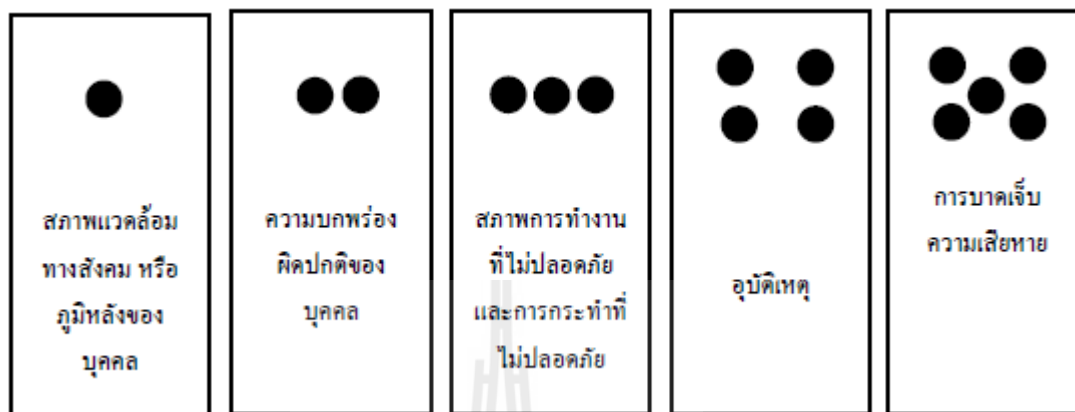 สภาพแวดล้อม
ทางสังคม หรือ
ภูมิหลังของ
บุคคล
ความบกพร่อง
ผิดปกติของ
บุคคล
สภาพการทำงาน
ที่ไม่ปลอดภัย
และการกระทำที่
ไม่ปลอดภัย
อุบัติเหตุ
การบาดเจ็บ
ความเสียหาย